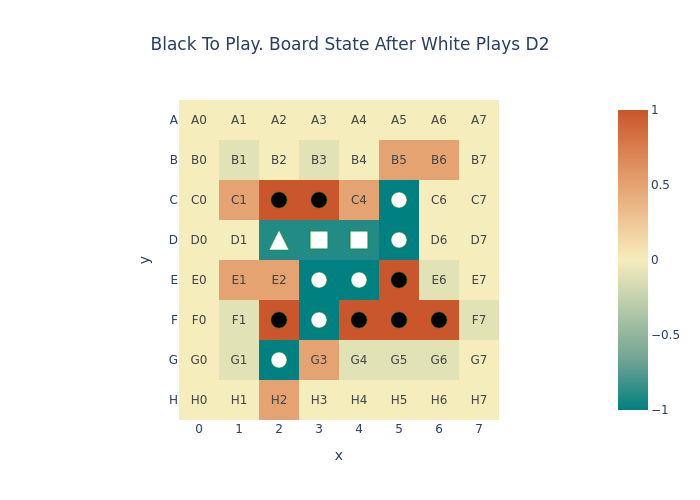 Black To Play. Board State After White Plays D2
A A0 A1 A2 A3 A4 A5 A6 A7
B B0 B1 B2 B3 B4 B5 B6 B7
C C0 C1 C4 C6 C7
D D0 D1 D6 D7
E E0 E1 E2 E6 E7
F F0 F1 F7
G G0 G1 G3 G4 G5 G6 G7
H H0 H1 H2 H3 H4 H5 H6 H7
0 1 2 3 4 5 6 7
x
y
1
0.5
0
−0.5
−1